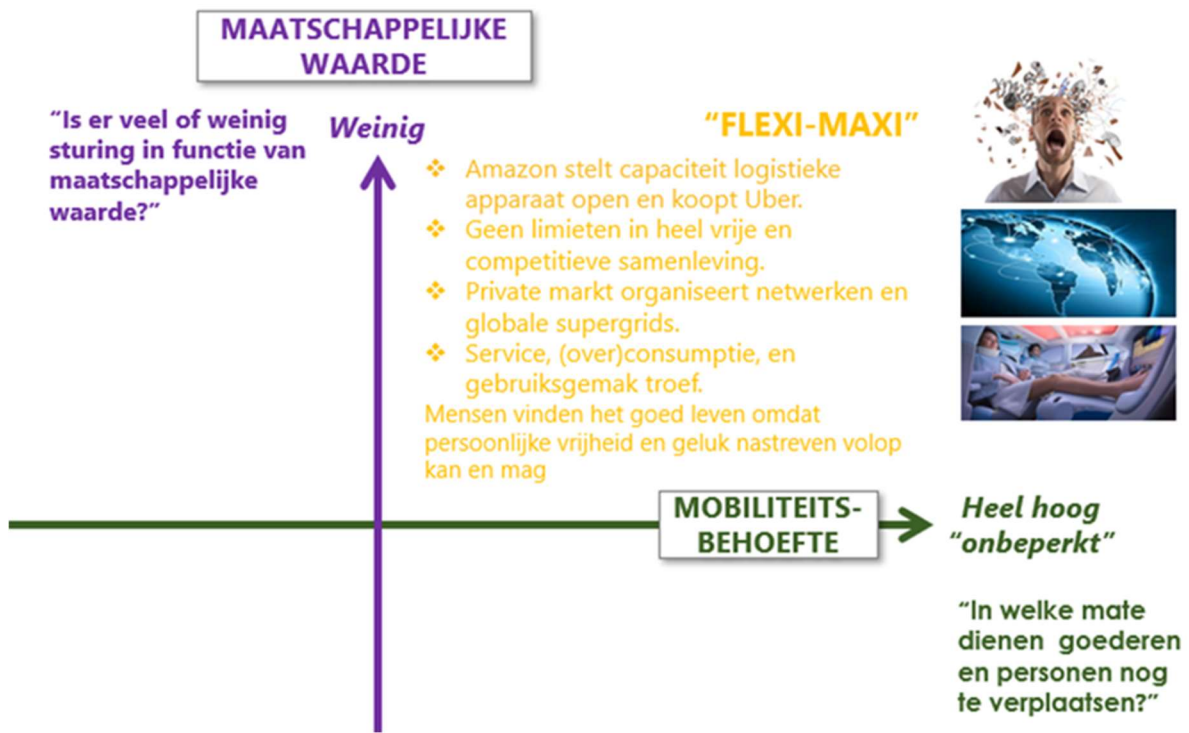 MAATSCHAPPELIJKE
WAARDE
“Is er veel of weinig
sturing in functie van
maatschappelijke
waarde?”
Weinig
“FLEXI-MAXI”
❖ Amazon stelt capaciteit logistieke
apparaat open en koopt Uber.
❖ Geen limieten in heel vrije en
competitieve samenleving.
❖ Private markt organiseert netwerken en
globale supergrids.
❖ Service, (over)consumptie, en
gebruiksgemak troef.
Mensen vinden het goed leven omdat
persoonlijke vrijheid en geluk nastreven volop
kan en mag
MOBILITEITS-
BEHOEFTE
Heel hoog
“onbeperkt”
“In welke mate
dienen goederen
en personen nog
te verplaatsen?”